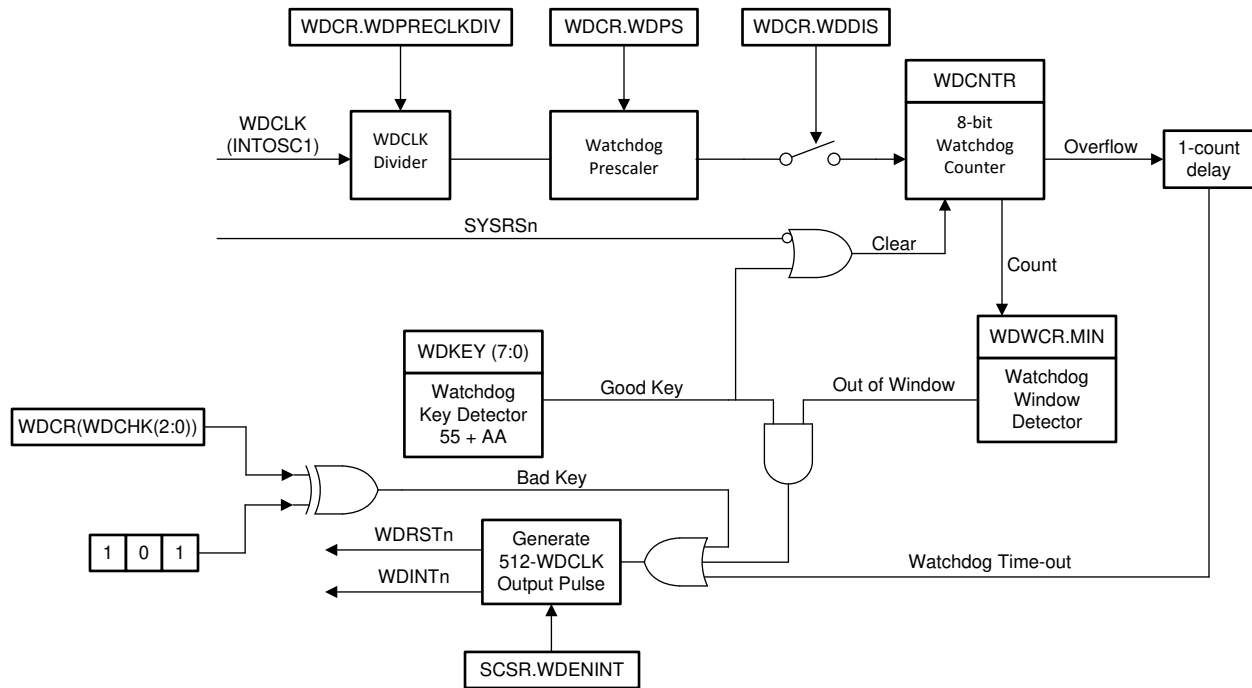 WDCR.WDPRECLKDIV
WDCR.WDPS
WDCR.WDDIS
WDCNTR
WDCLK
(INTOSC1)
WDCLK
Divider
Watchdog
Prescaler
8-bit
Watchdog
Counter
Overflow
1-count
delay
SYSRSn
Clear
Count
WDKEY (7:0)
Watchdog
Key Detector
55 + AA
Good Key
Out of Window
WDWCR.MIN
Watchdog
Window
Detector
WDCR(WDCHK(2:0))
Bad Key
1 0 1
WDRSTn
WDINTn
Generate
512-WDCLK
Output Pulse
Watchdog Time-out
SCSR.WDENINT